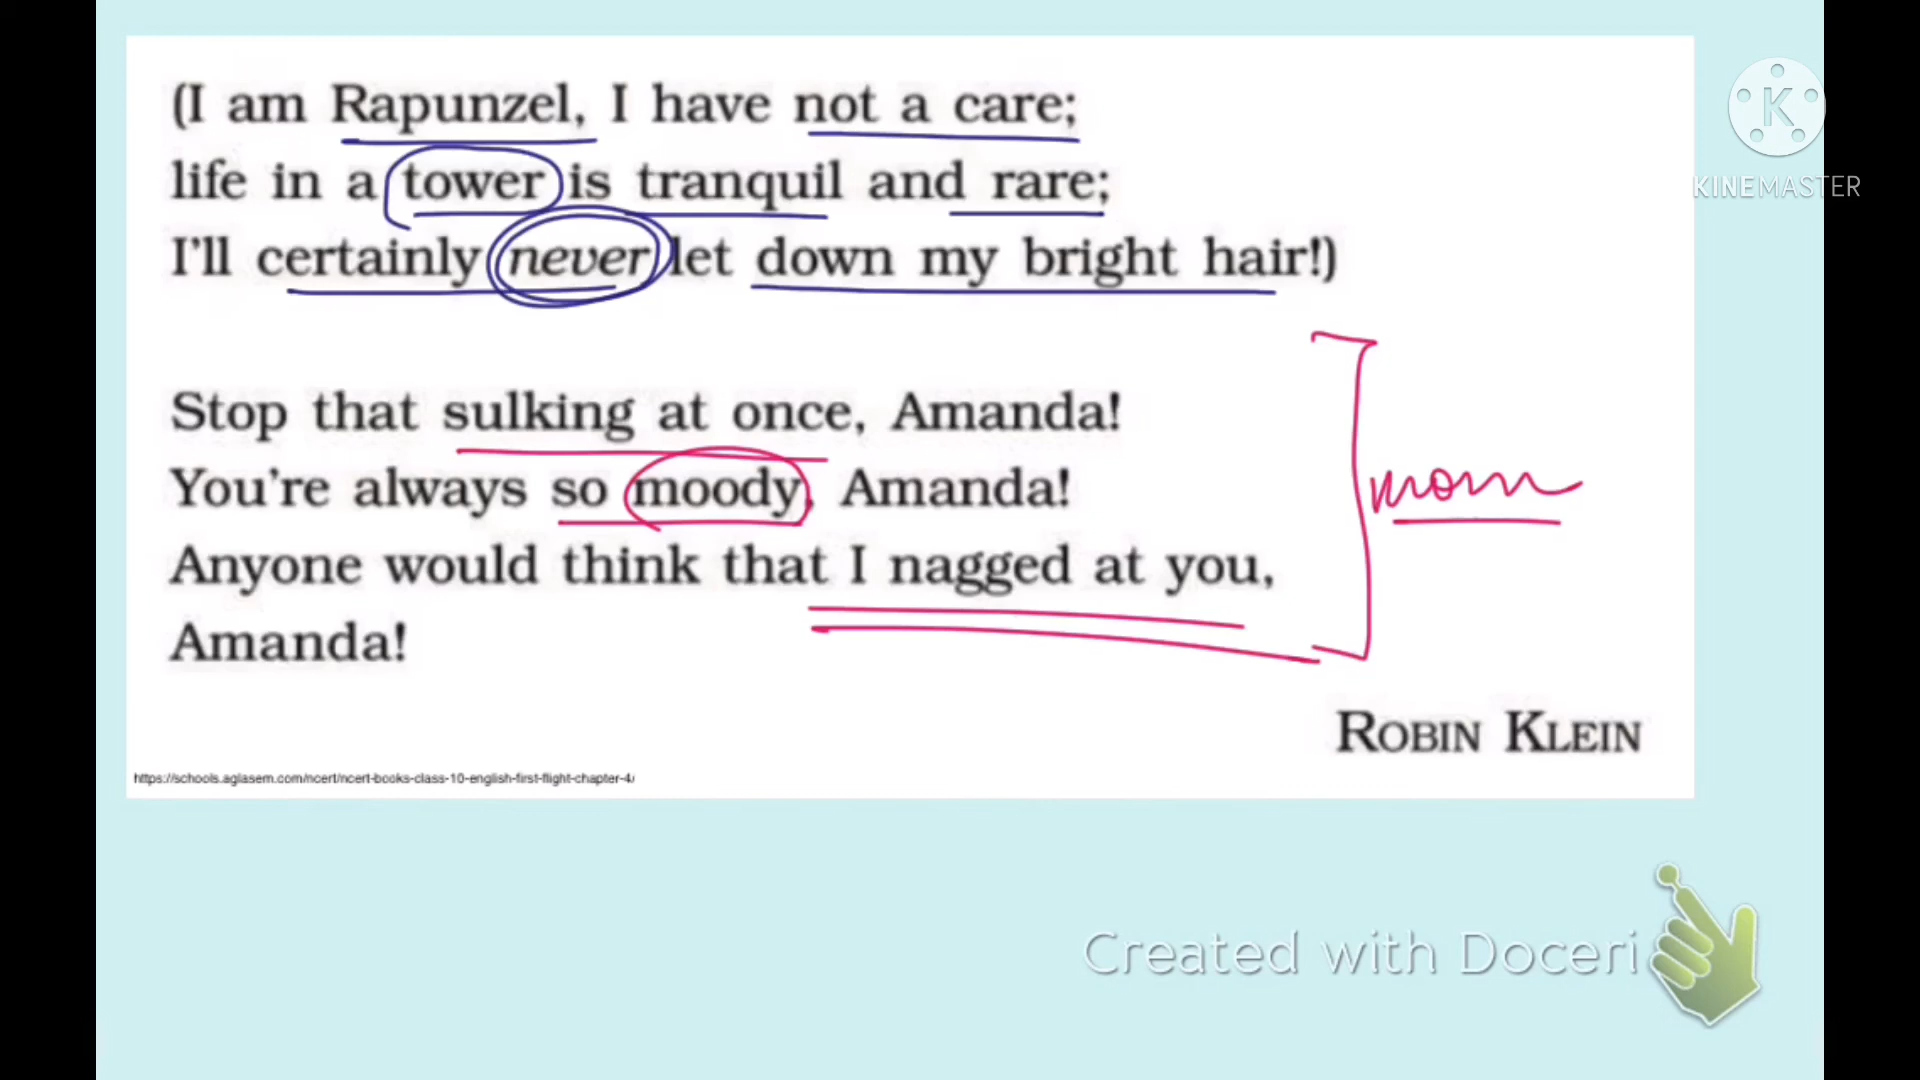 (I am Rapunzel, I have not a care;
life in a tower is tranquil and rare;
I'll certainly never let down my bright hair!)
Stop that sulking at once, Amanda!
You're always so moody, Amanda!
Anyone would think that I nagged at you,
Amanda!
mom
ROBIN KLEIN
https://schools.aglasem.com/ncert/ncert-books-class-10-english-first-flight-chapter-4/
K
KINEMASTER
Created with Doceri